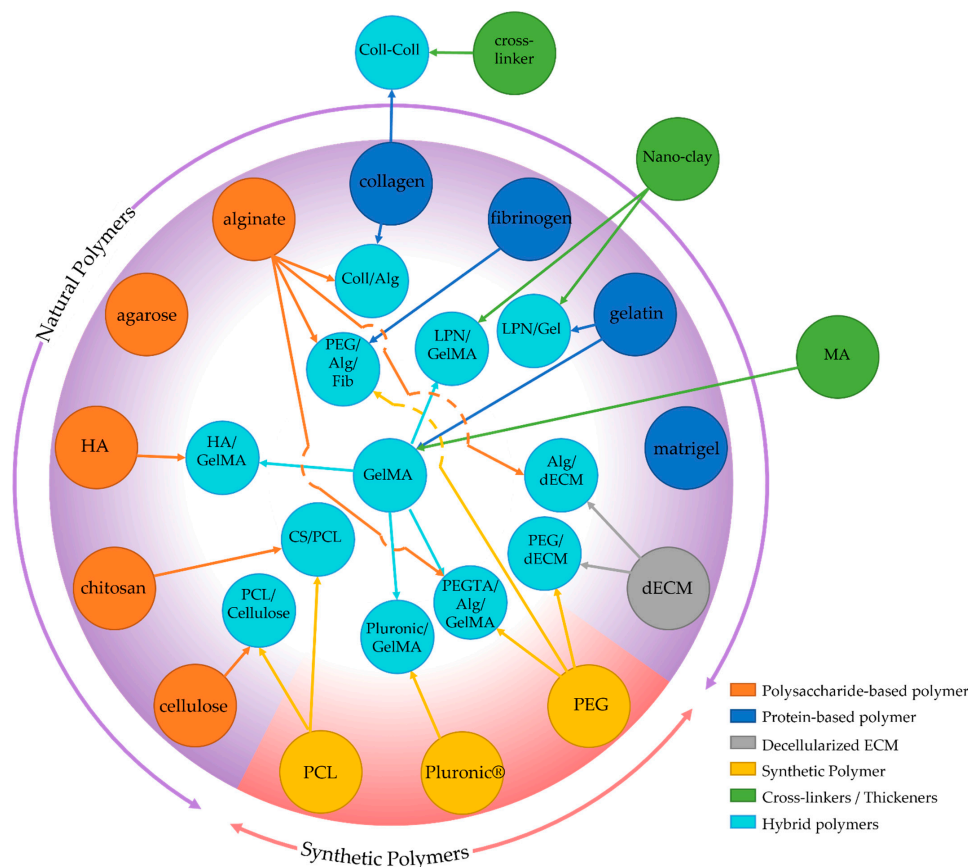 Coll-Coll
cross-
linker
Nano-clay
collagen
alginate
fibrinogen
Natural Polymers
Coll/Alg
agarose
gelatin
LPN/Gel
LPN/
GelMA
PEG/
Alg/
Fib
MA
HA
HA/
GelMA
GelMA
Alg/
dECM
matrigel
CS/PCL
PEG/
dECM
chitosan
PCL/
Cellulose
PEGTA/
Alg/
GelMA
dECM
Pluronic/
GelMA
cellulose
PEG
PCL
Pluronic®
Synthetic Polymers
Polysaccharide-based polymer
Protein-based polymer
Decellularized ECM
Synthetic Polymer
Cross-linkers / Thickeners
Hybrid polymers